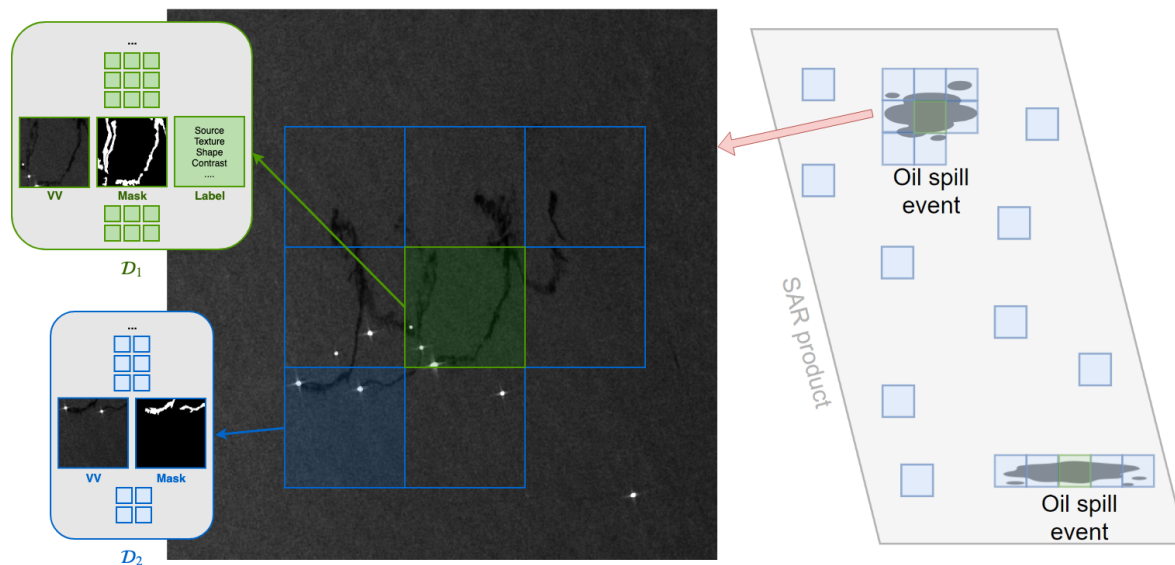 ...
Source
Texture
Shape
Contrast
....
VV
Mask
Label
D₁
...
VV
Mask
D₂
Oil spill
event
SAR product
Oil spill
event